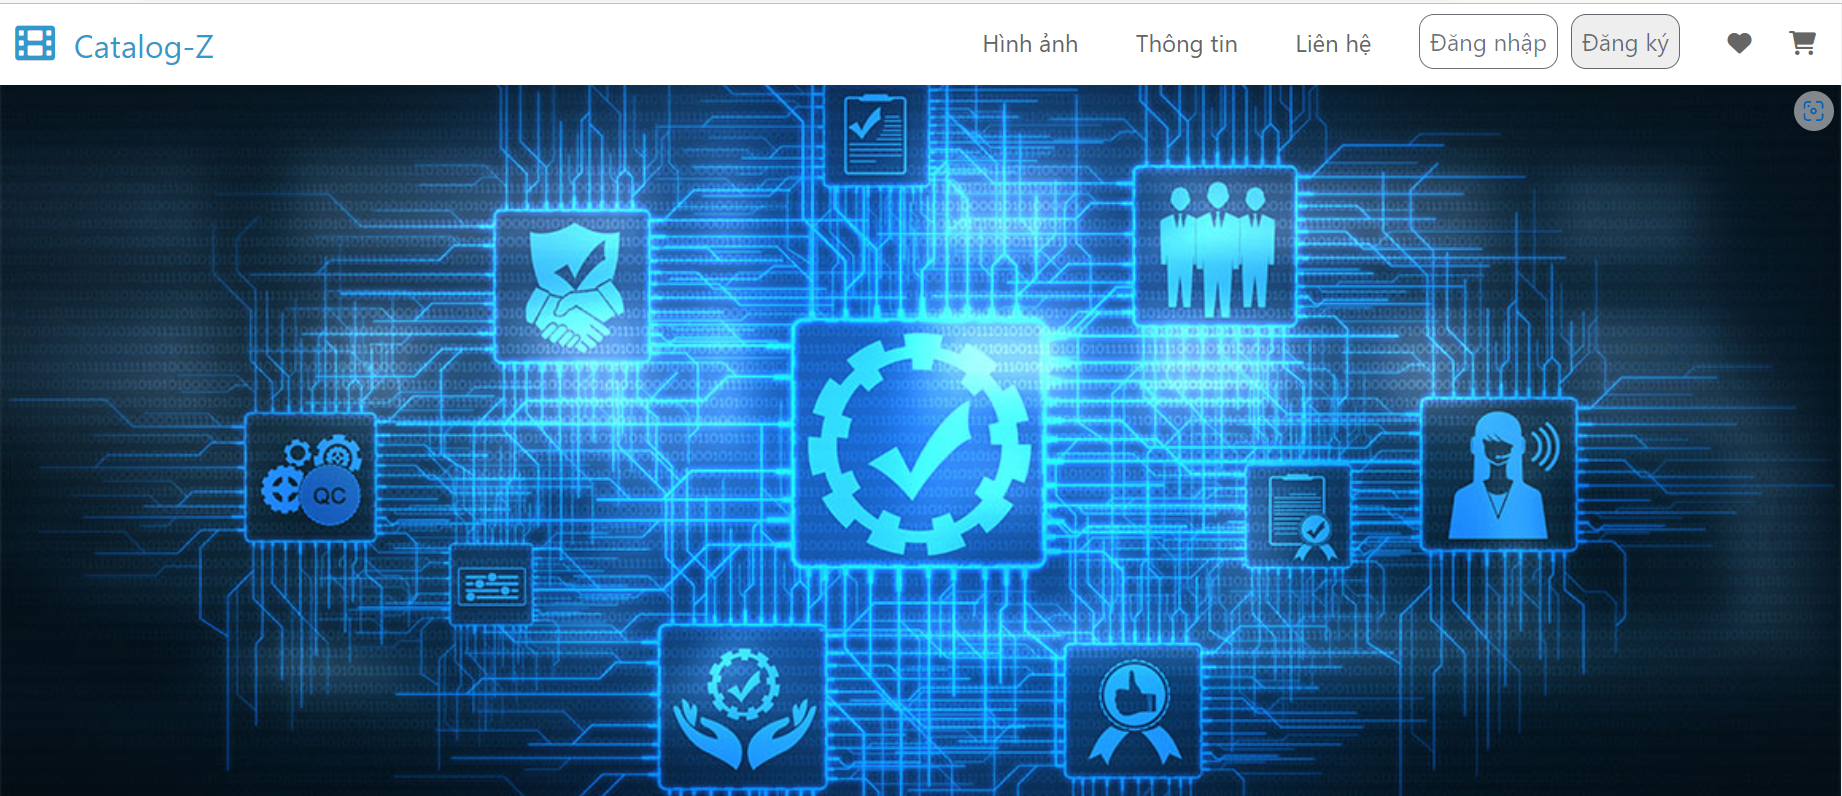 Catalog-Z
Hình ảnh
Thông tin
Liên hệ
Đăng nhập
Đăng ký
QC